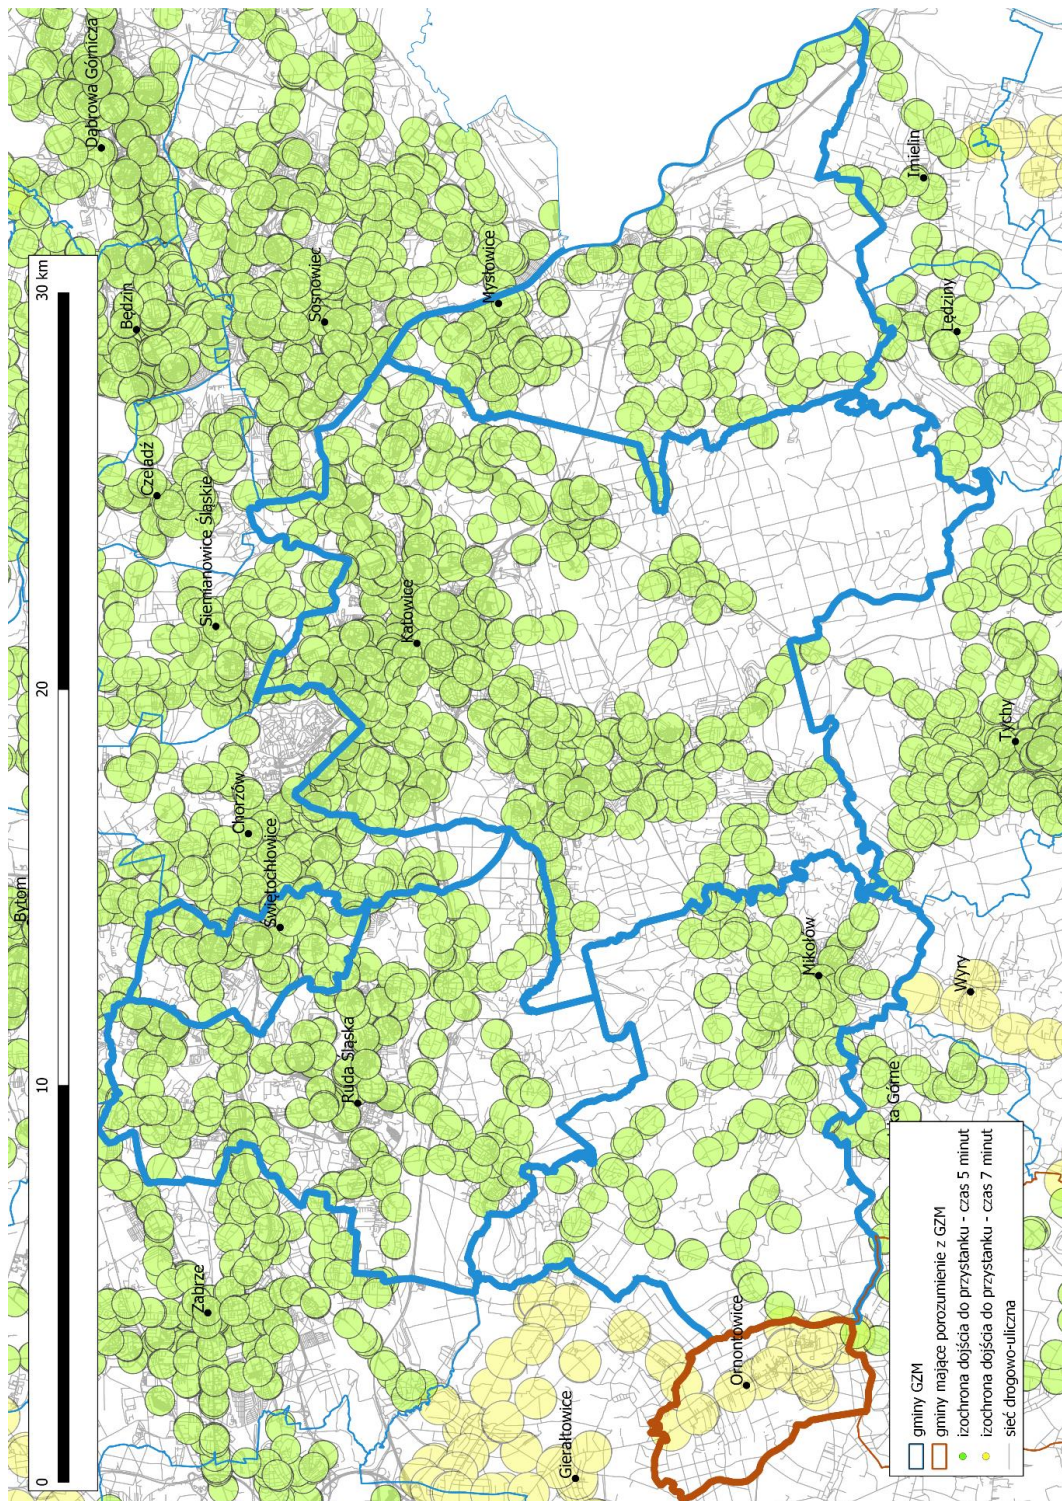 Dąbrowa Górnicza
Będzin
Sosnowiec
Mysłowice
Imielin
Lędziny
Czeladź
Siemianowice Śląskie
Katowice
Tychy
Bytom
Chorzów
Świętochłowice
Mikołów
Wyry
Ruda Śląska
ka Górne
Zabrze
Ornontowice
Gierałtowice
0
10
20
30 km
gminy GZM
gminy mające porozumienie z GZM
izochrona dojścia do przystanku - czas 5 minut
izochrona dojścia do przystanku - czas 7 minut
sieć drogowo-uliczna